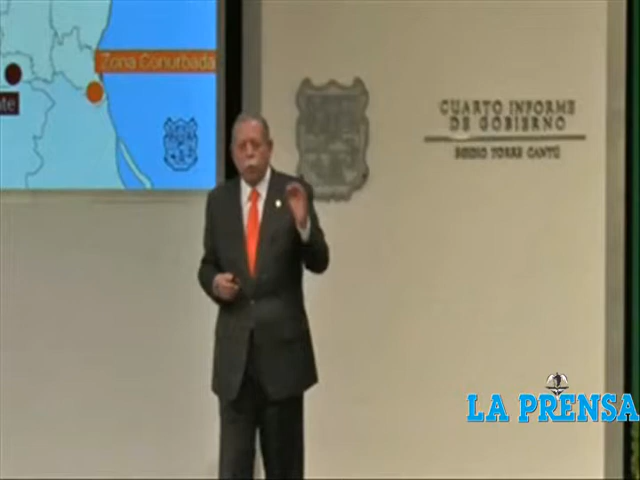 Zona Conurbada
CUARTO INFORME
DE GOBIERNO
EGIDIO TORRE CANTÚ
LA PRENSA